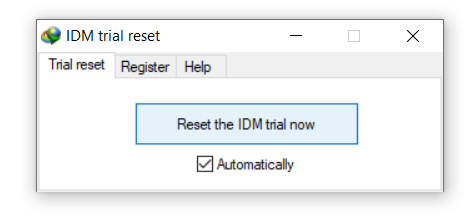 IDM trial reset
Trial reset Register Help
Reset the IDM trial now
Automatically